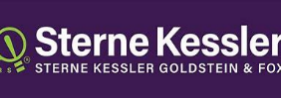 Sterne Kessler
STERNE KESSLER GOLDSTEIN & FOX